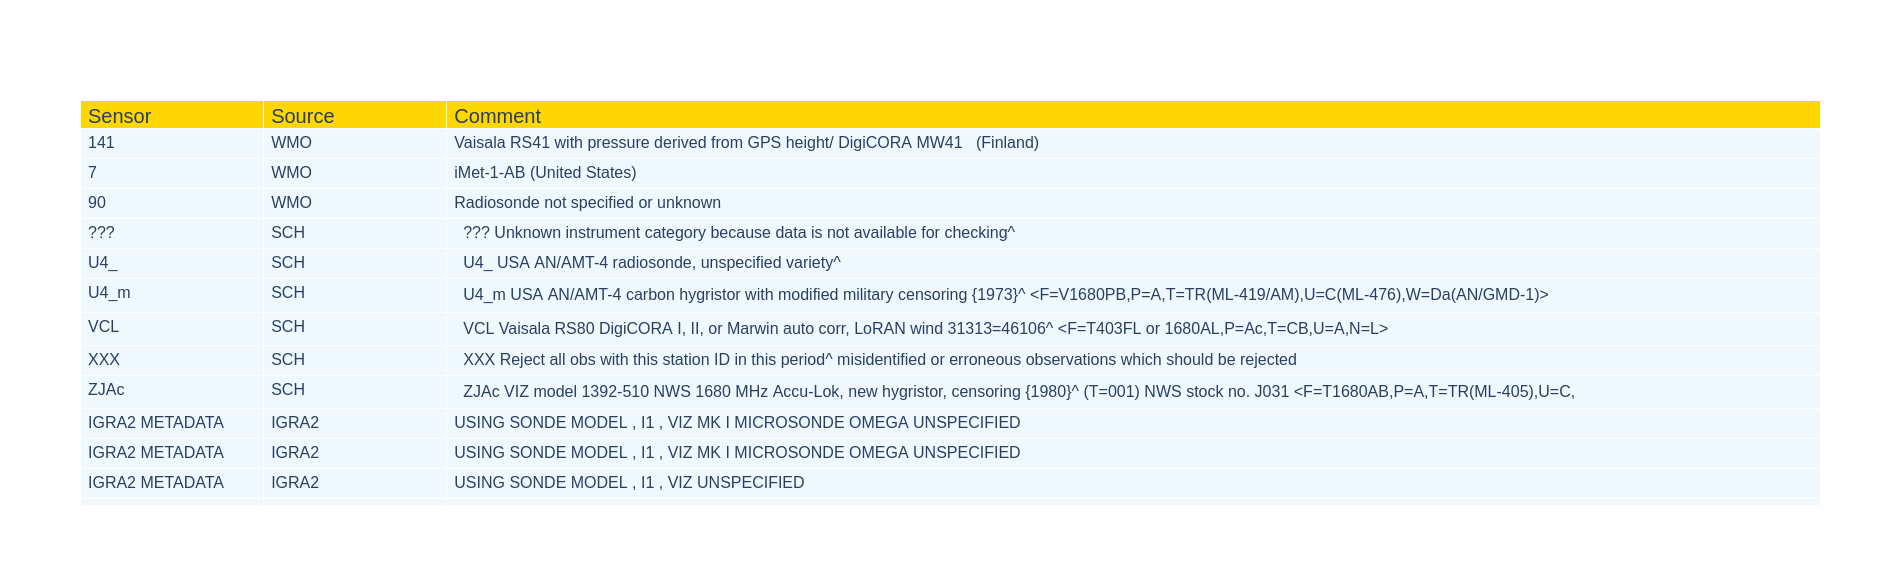 Sensor Source Comment
141 WMO Vaisala RS41 with pressure derived from GPS height/ DigiCORA MW41 (Finland)
7 WMO iMet-1-AB (United States)
90 WMO Radiosonde not specified or unknown
??? SCH ??? Unknown instrument category because data is not available for checking^
U4_ SCH U4_ USA AN/AMT-4 radiosonde, unspecified variety^
U4_m SCH U4_m USA AN/AMT-4 carbon hygristor with modified military censoring {1973}^ <F=V1680PB,P=A,T=TR(ML-419/AM),U=C(ML-476),W=Da(AN/GMD-1)>
VCL SCH VCL Vaisala RS80 DigiCORA I, II, or Marwin auto corr, LoRAN wind 31313=46106^ <F=T403FL or 1680AL,P=Ac,T=CB,U=A,N=L>
XXX SCH XXX Reject all obs with this station ID in this period^ misidentified or erroneous observations which should be rejected
ZJAc SCH ZJAc VIZ model 1392-510 NWS 1680 MHz Accu-Lok, new hygristor, censoring {1980}^ (T=001) NWS stock no. J031 <F=T1680AB,P=A,T=TR(ML-405),U=C,
IGRA2 METADATA IGRA2 USING SONDE MODEL , I1 , VIZ MK I MICROSONDE OMEGA UNSPECIFIED
IGRA2 METADATA IGRA2 USING SONDE MODEL , I1 , VIZ MK I MICROSONDE OMEGA UNSPECIFIED
IGRA2 METADATA IGRA2 USING SONDE MODEL , I1 , VIZ UNSPECIFIED